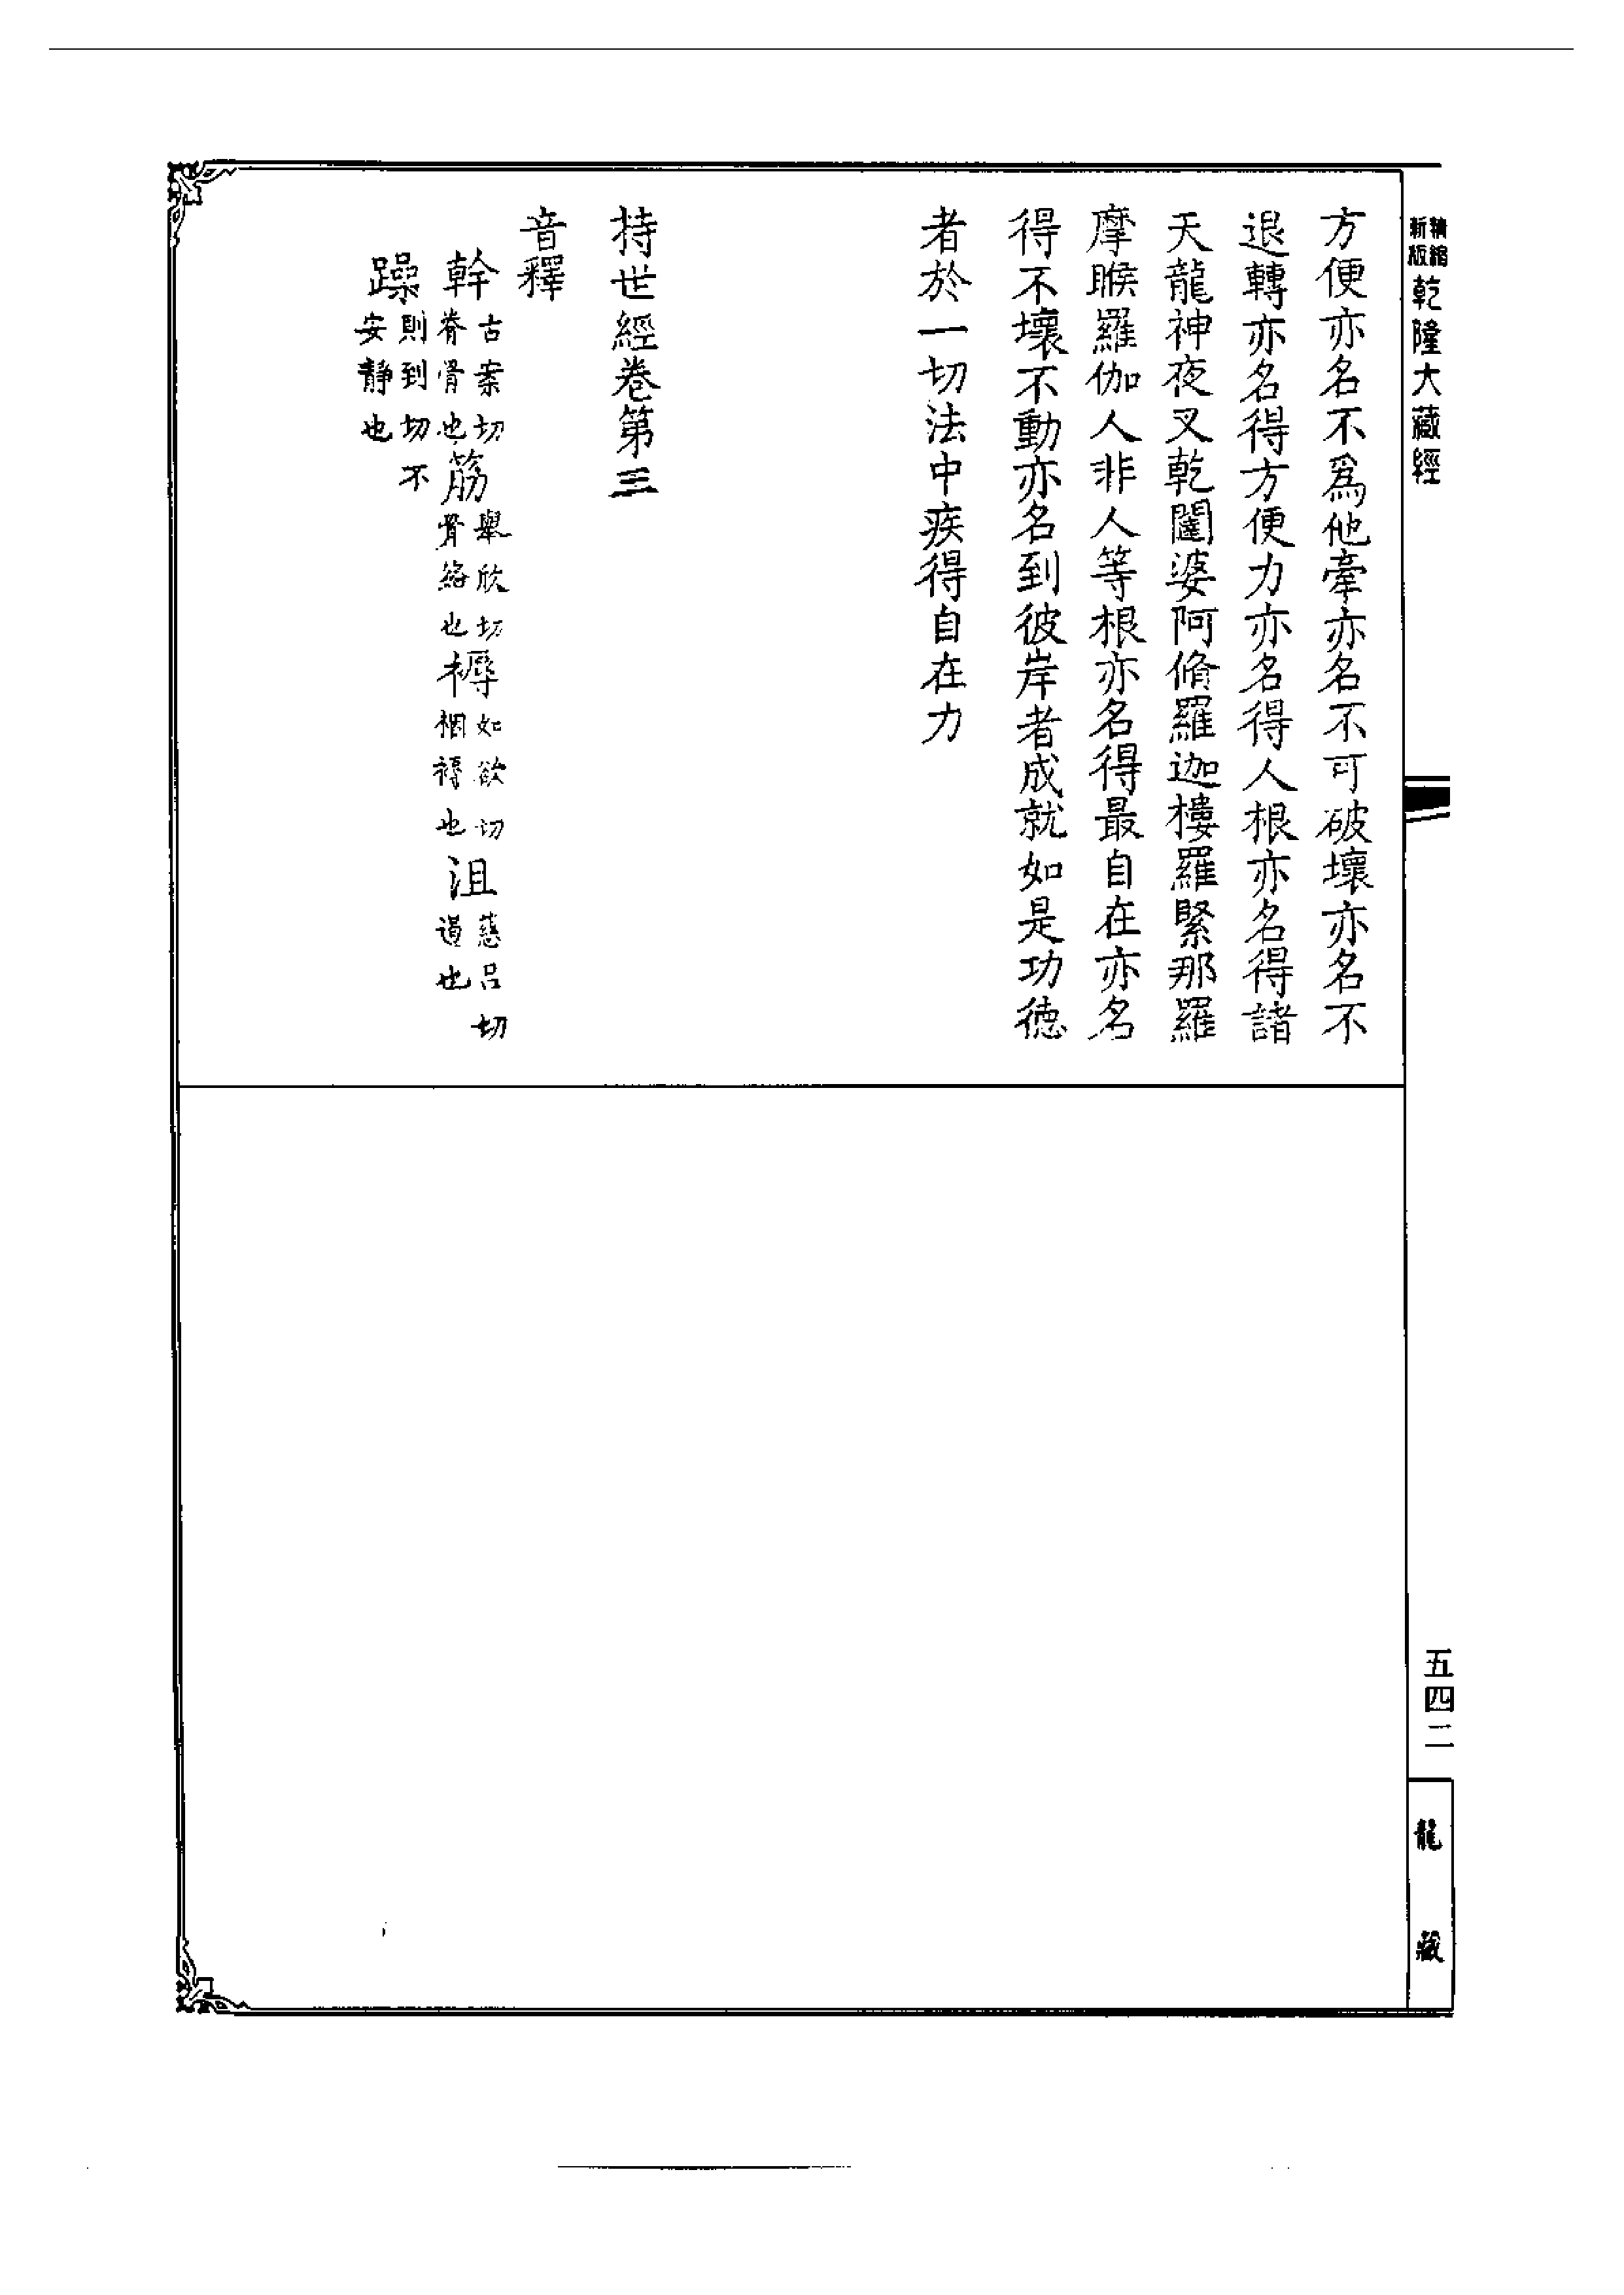 新版精縮乾隆大藏經
方便亦名不為他牽亦名不可破壞亦名不
退轉亦名得方便力亦名得人根亦名得諸
天龍神夜叉乾闥婆阿脩羅迦樓羅緊那羅
摩睺羅伽人非人等根亦名得最自在亦名
得不壞不動亦名到彼岸者成就如是功德
者於一切法中疾得自在力
持世經卷第三
音釋
幹古案切脊骨也筋舉欣切骨絡也褥如欲切裀褥也沮慈呂切遏也
躁則到切不安靜也
五四二
龍藏